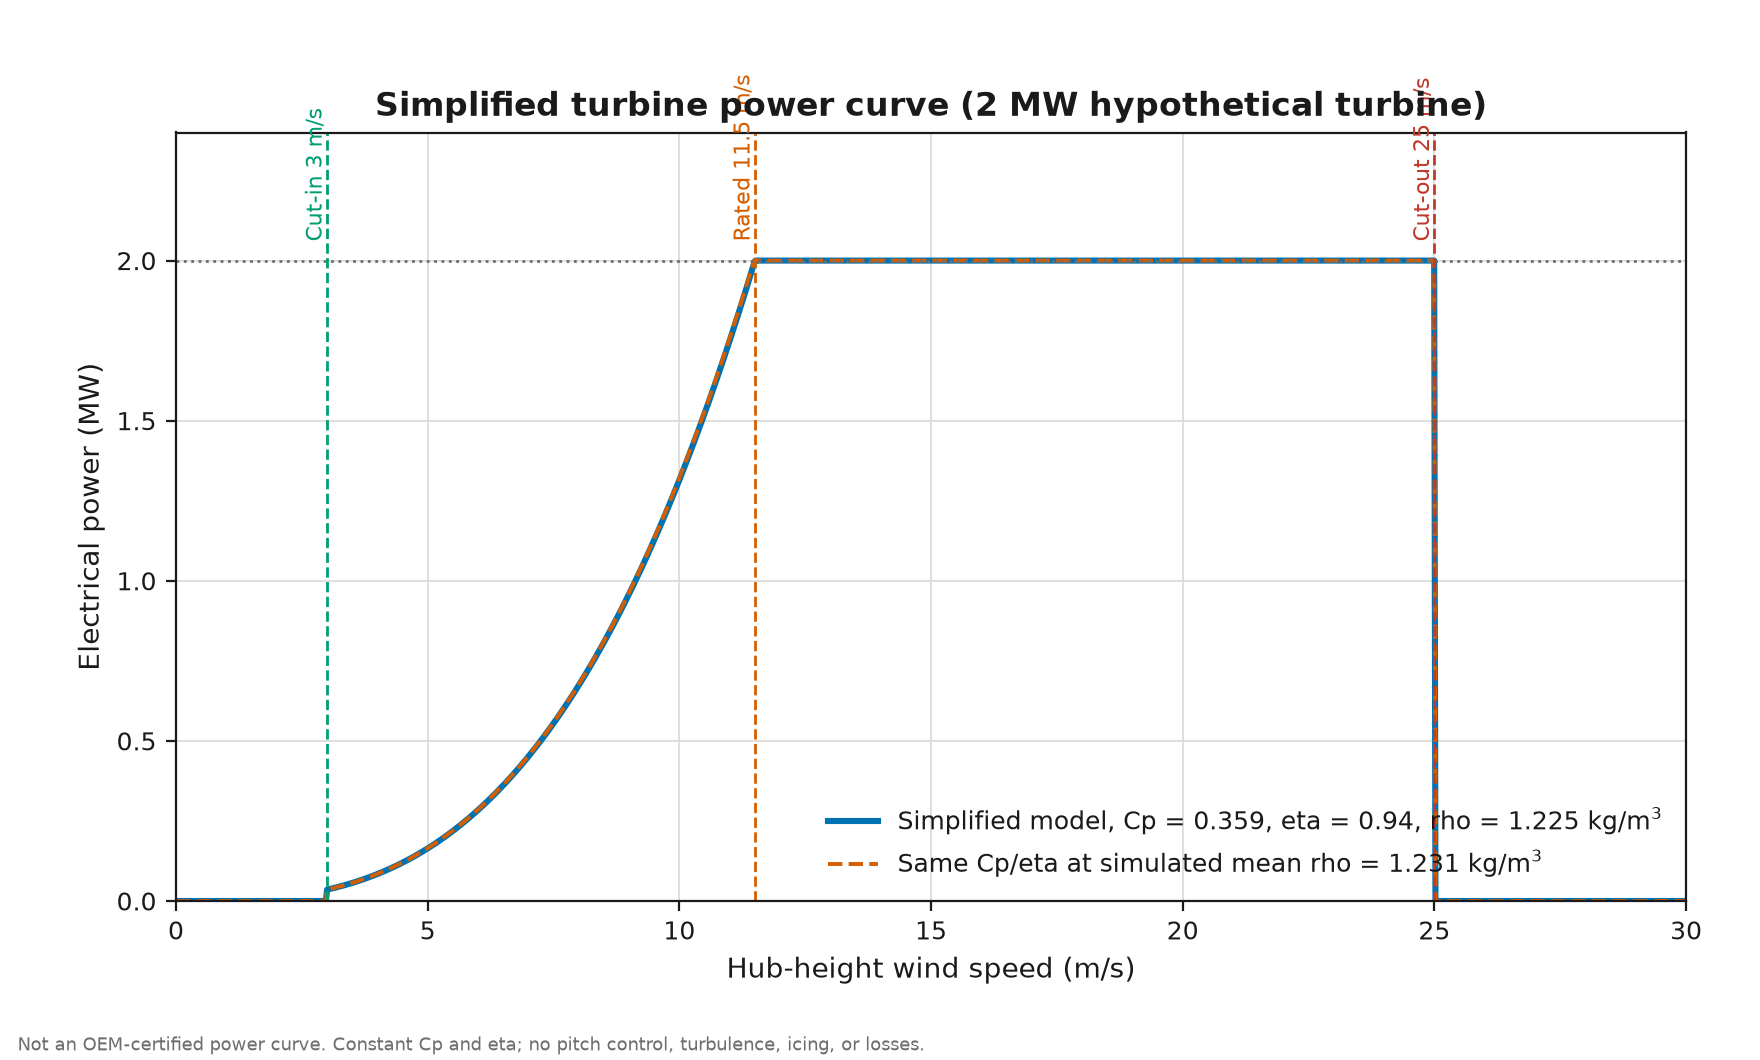 Simplified turbine power curve (2 MW hypothetical turbine)
Cut-in 3 m/s
Rated 11.5 m/s
Cut-out 25 m/s
Electrical power (MW)
2.0
1.5
1.0
0.5
0.0
Simplified model, Cp = 0.359, eta = 0.94, rho = 1.225 kg/m³
Same Cp/eta at simulated mean rho = 1.231 kg/m³
0 5 10 15 20 25 30
Hub-height wind speed (m/s)
Not an OEM-certified power curve. Constant Cp and eta; no pitch control, turbulence, icing, or losses.